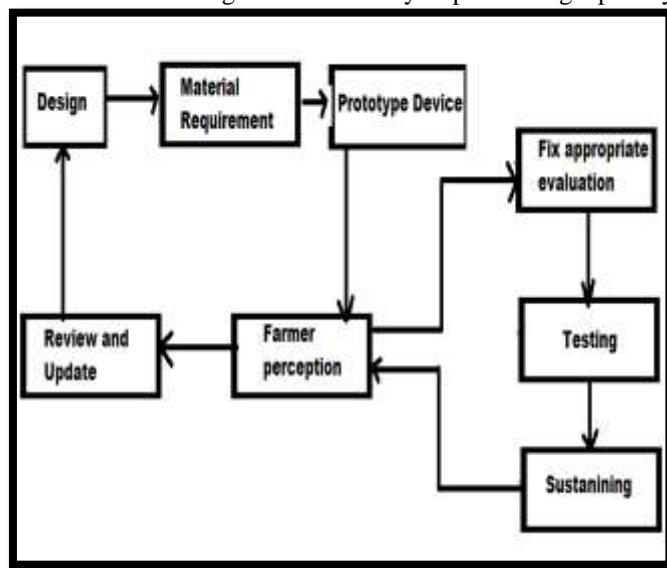 Design
Material
Requirement
Prototype Device
Fix appropriate
evaluation
Review and
Update
Farmer
perception
Testing
Sustanining